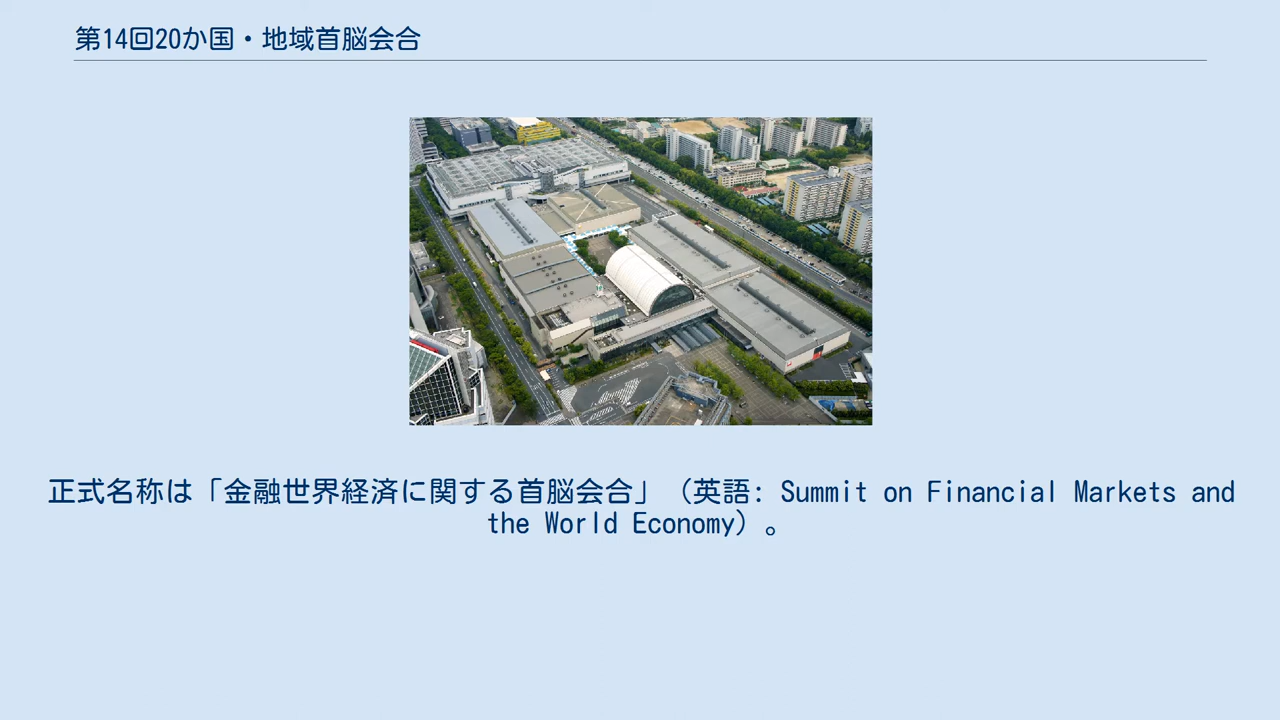 第14回20か国・地域首脳会合
正式名称は「金融世界経済に関する首脳会合」（英語: Summit on Financial Markets and
the World Economy）。